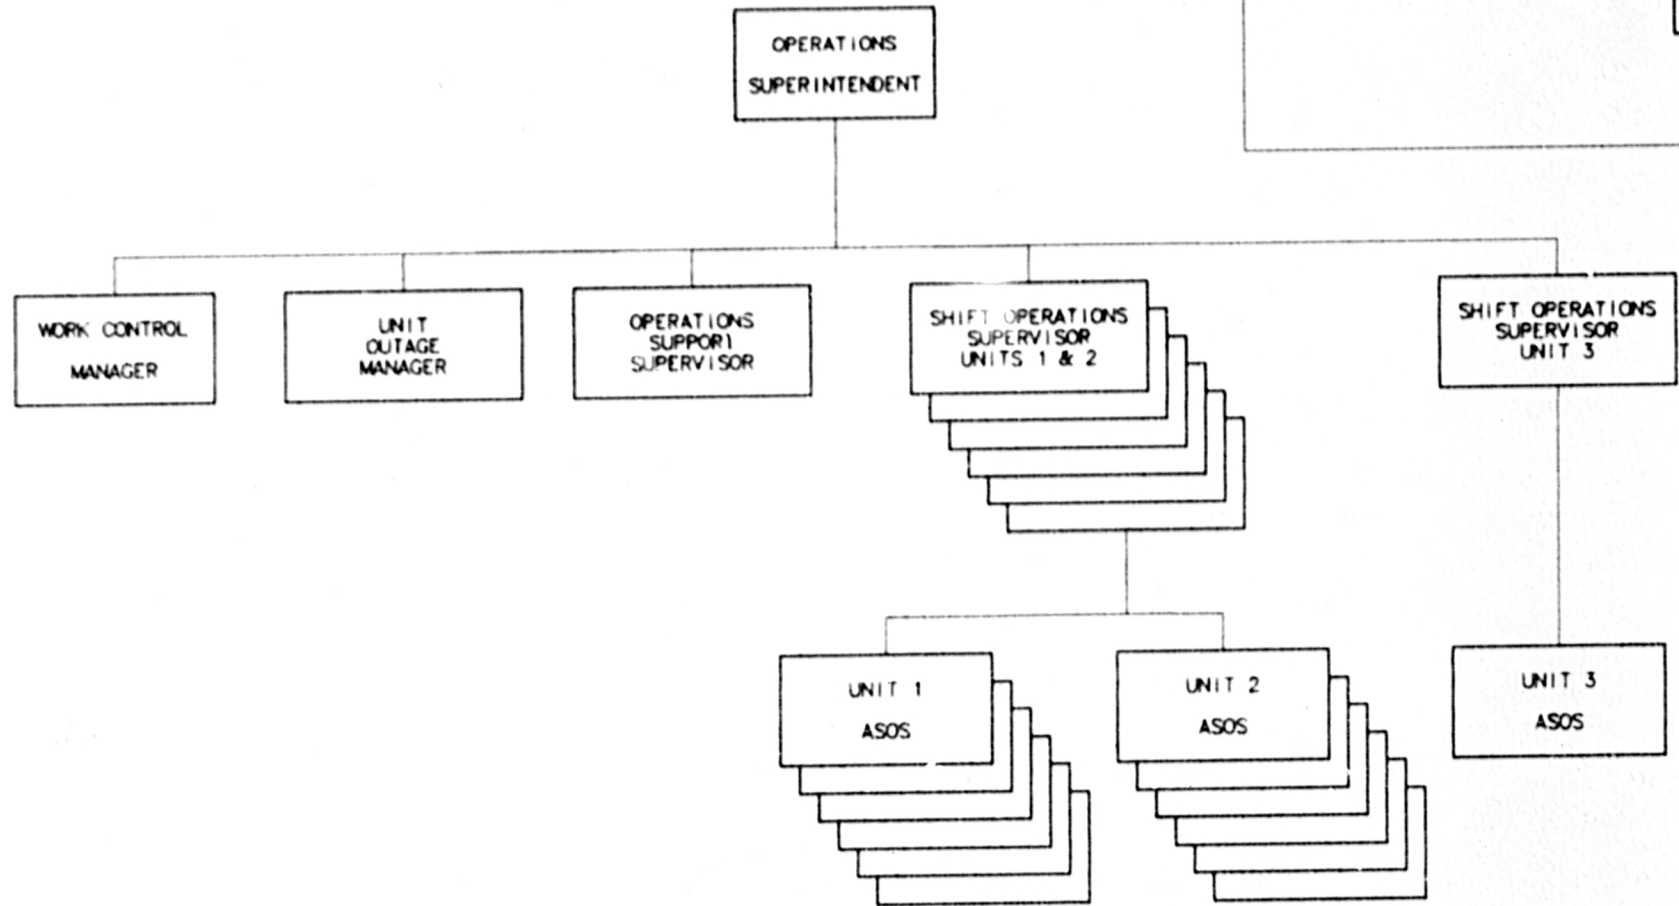 OPERATIONS
SUPERINTENDENT
WORK CONTROL
MANAGER
UNIT
OUTAGE
MANAGER
OPERATIONS
SUPPORT
SUPERVISOR
SHIFT OPERATIONS
SUPERVISOR
UNITS 1 & 2
SHIFT OPERATIONS
SUPERVISOR
UNIT 3
UNIT 1
ASOS
UNIT 2
ASOS
UNIT 3
ASOS